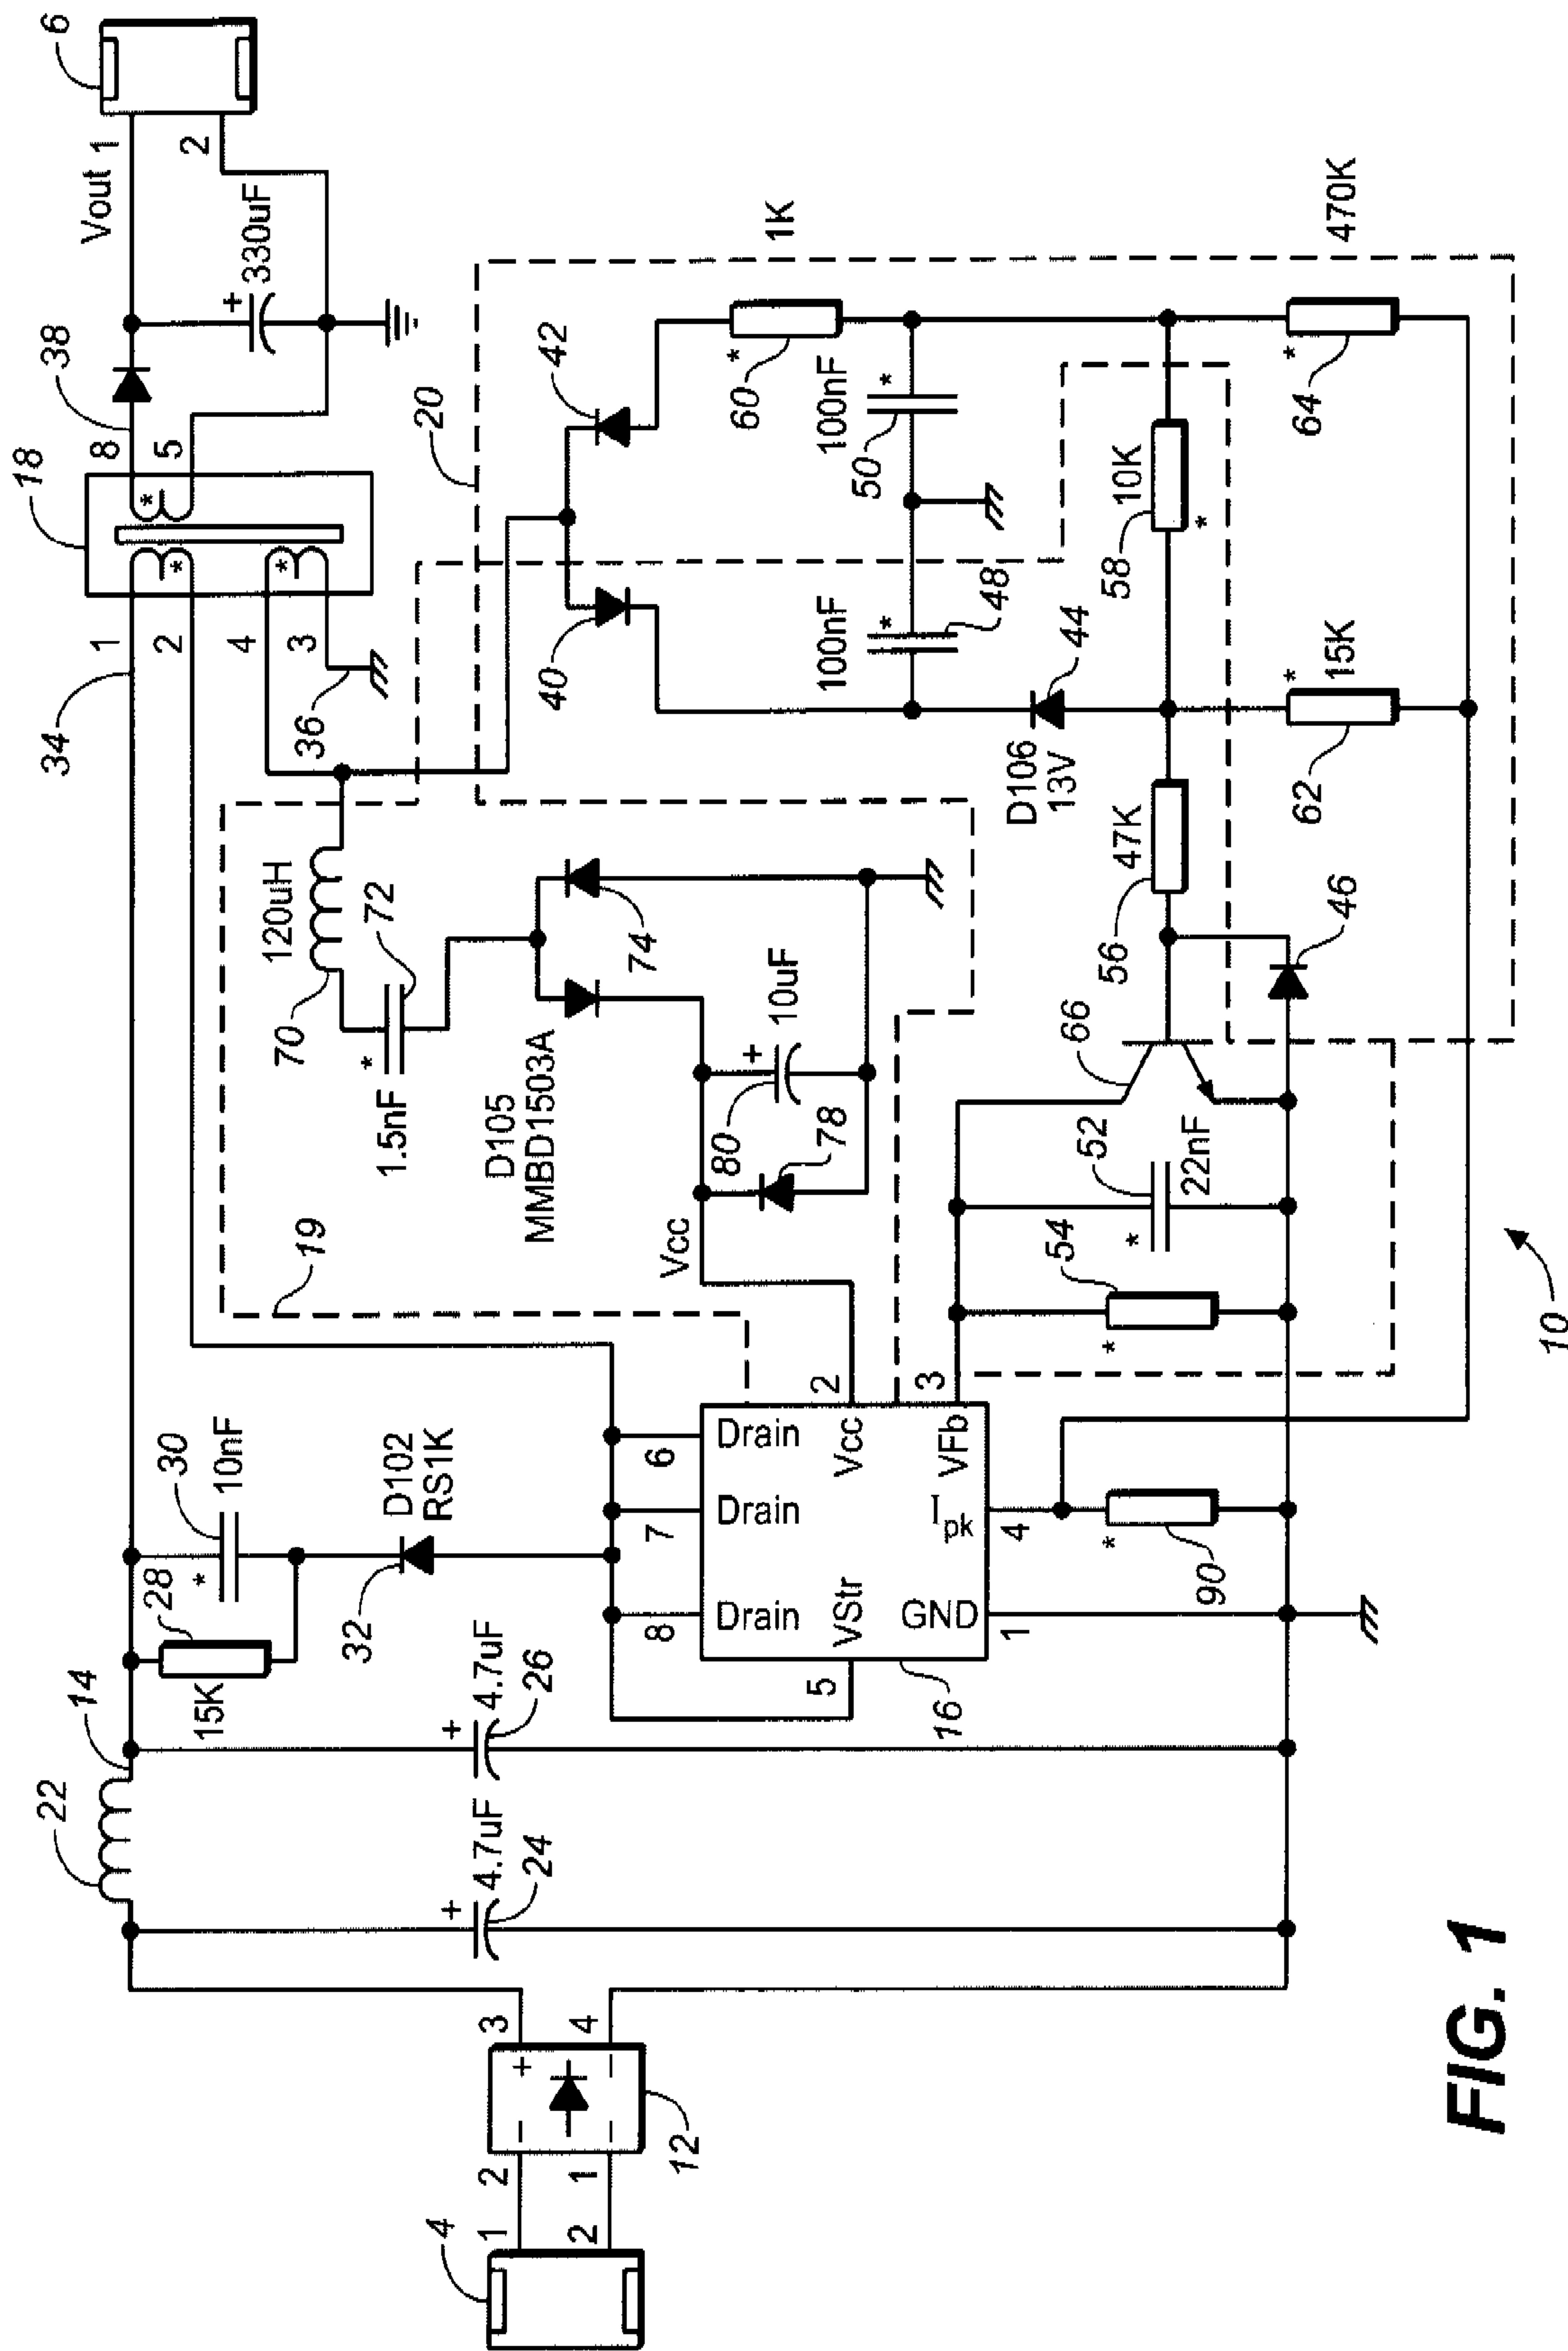 4
1
2
2
1
3
4
+
–
–
–
12
22
14
+
4.7uF
24
+
4.7uF
26
15K
28
*
30
10nF
32
D102
RS1K
34
1
2
4
3
36
18
8
5
*
*
*
38
Vout 1
2
+
330uF
6
8
7
6
Drain
Drain
Drain
VStr
Vcc
5
2
GND
Ipk
VFb
1
4
3
16
*
90
19
70
120uH
72
*
1.5nF
D105
MMBD1503A
74
Vcc
80
+
10uF
78
20
40
42
*
60
1K
100nF
*
48
100nF
*
50
D106
13V
44
56
47K
58
10K
*
62
*
15K
64
*
470K
66
46
52
22nF
*
54
*
10
FIG. 1